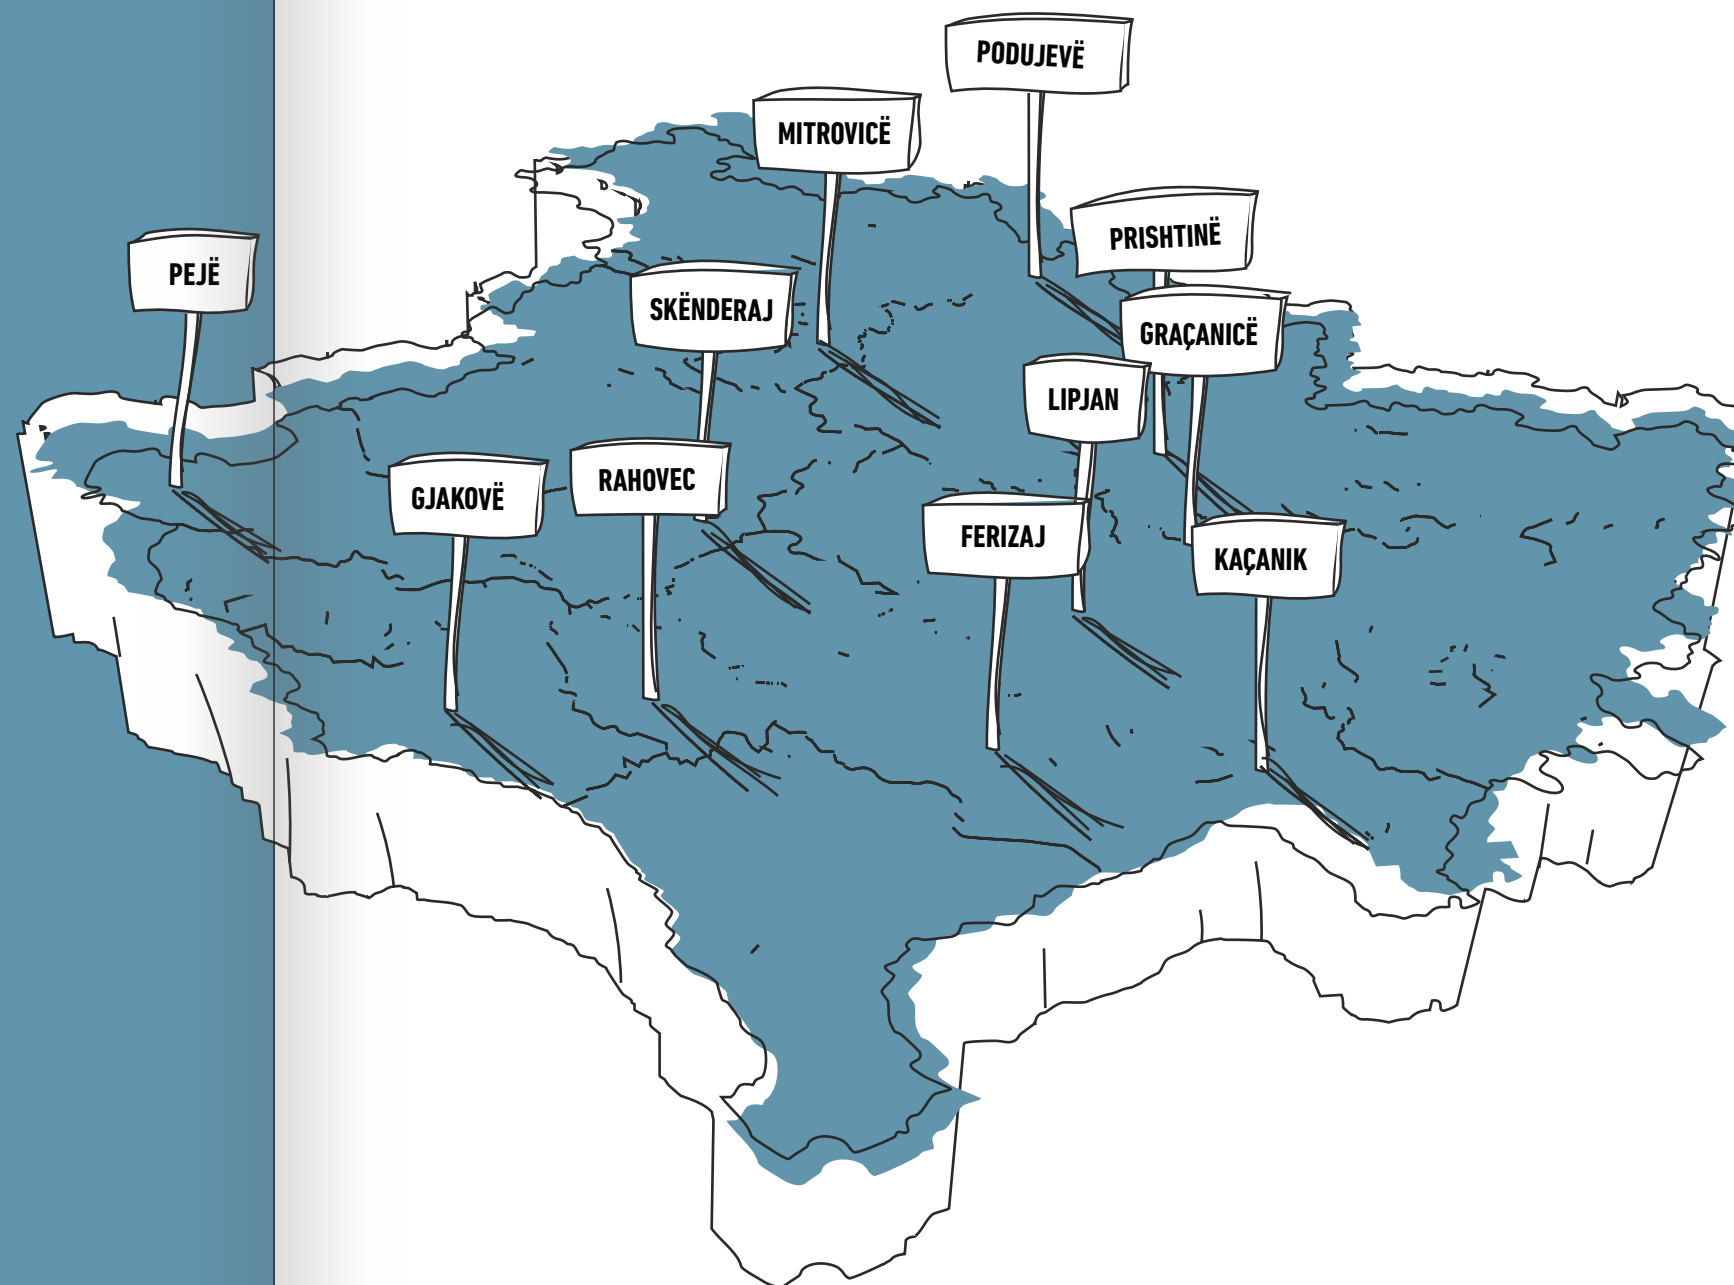 PODUJEVË
MITROVICË
PRISHTINË
PEJË
SKËNDERAJ
GRAÇANICË
LIPJAN
RAHOVEC
GJAKOVË
FERIZAJ
KAÇANIK